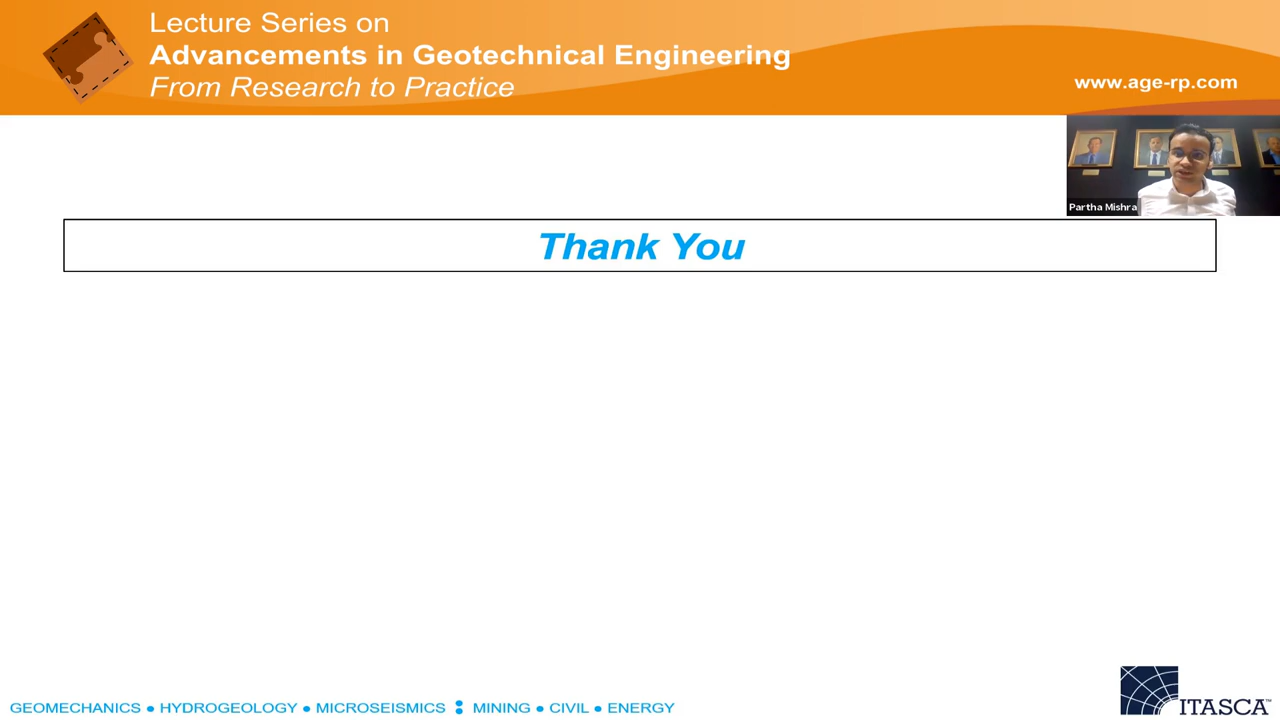 Lecture Series on
Advancements in Geotechnical Engineering
From Research to Practice
www.age-rp.com
Partha Mishra
Thank You
GEOMECHANICS ● HYDROGEOLOGY ● MICROSEISMICS : MINING ● CIVIL ● ENERGY
ITASCA™